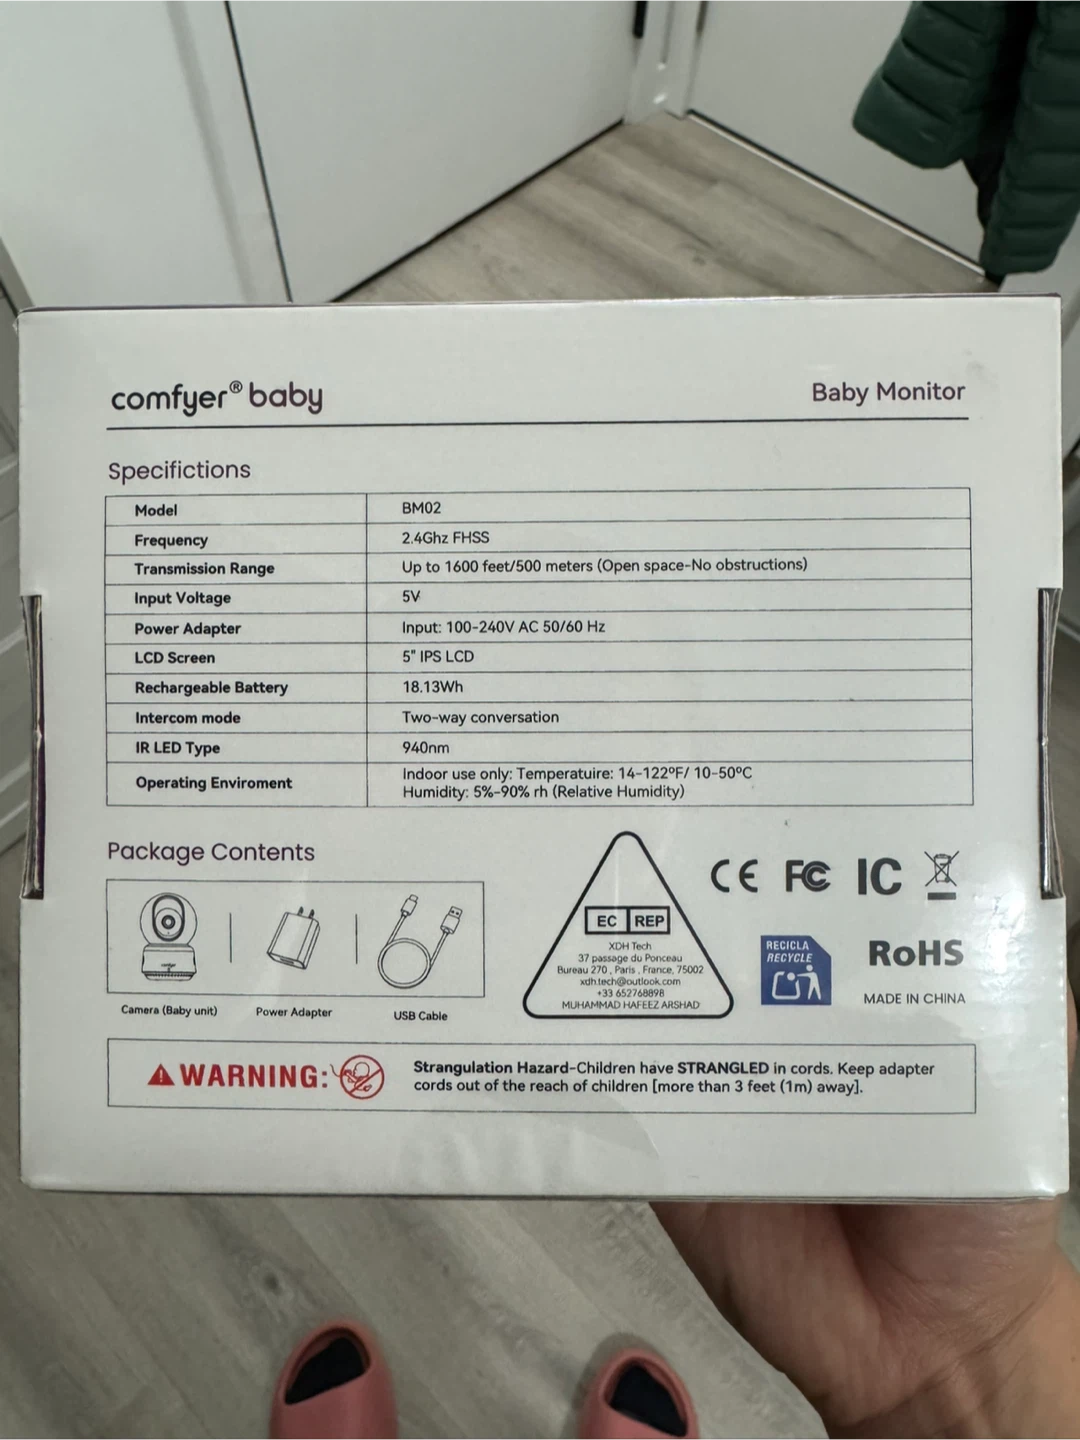 comfyer® baby
Baby Monitor
Specifictions
Model BM02
Frequency 2.4Ghz FHSS
Transmission Range Up to 1600 feet/500 meters (Open space-No obstructions)
Input Voltage 5V
Power Adapter Input: 100-240V AC 50/60 Hz
LCD Screen 5" IPS LCD
Rechargeable Battery 18.13Wh
Intercom mode Two-way conversation
IR LED Type 940nm
Operating Enviroment Indoor use only: Temperatuire: 14-122ºF/ 10-50ºC
Humidity: 5%-90% rh (Relative Humidity)
Package Contents
Camera (Baby unit)
Power Adapter
USB Cable
EC REP
XDH Tech
37 passage du Ponceau
Bureau 270 , Paris , France, 75002
xdh.tech@outlook.com
+33 652768898
MUHAMMAD HAFEEZ ARSHAD
CE FC IC
RECICLA
RECYCLE
RoHS
MADE IN CHINA
WARNING:
Strangulation Hazard-Children have STRANGLED in cords. Keep adapter
cords out of the reach of children [more than 3 feet (1m) away].